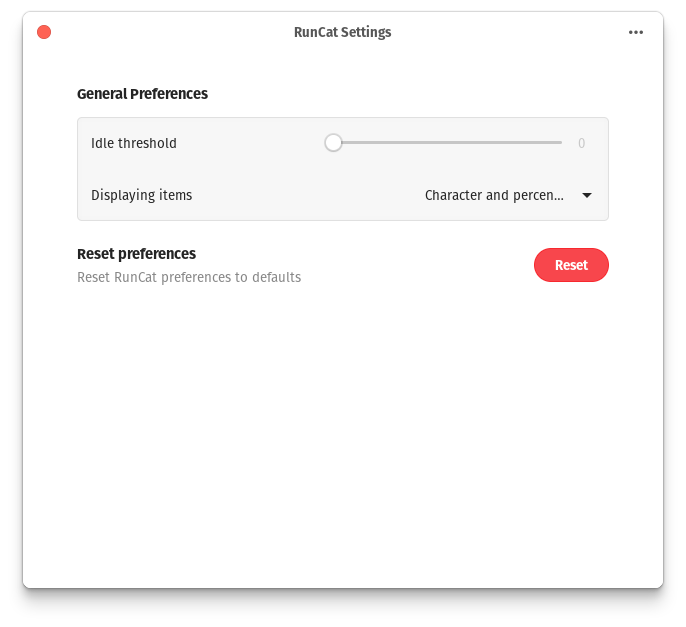 RunCat Settings
General Preferences
Idle threshold 0
Displaying items Character and percen...
Reset preferences
Reset RunCat preferences to defaults
Reset